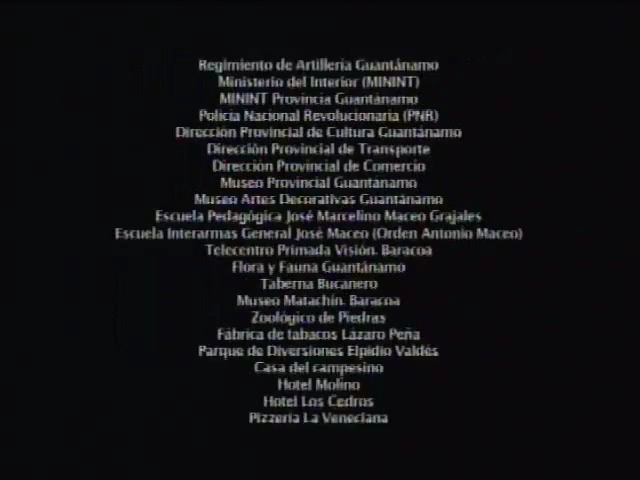 Regimiento de Artillería Guantánamo
Ministerio del Interior (MININT)
MININT Provincia Guantánamo
Policía Nacional Revolucionaria (PNR)
Dirección Provincial de Cultura Guantánamo
Dirección Provincial de Transporte
Dirección Provincial de Comercio
Museo Provincial Guantánamo
Museo Artes Decorativas Guantánamo
Escuela Pedagógica José Marcelino Maceo Grajales
Escuela Interarmas General José Maceo (Orden Antonio Maceo)
Telecentro Primada Visión. Baracoa
Flora y Fauna Guantánamo
Taberna Bucanero
Museo Matachín. Baracoa
Zoológico de Piedras
Fábrica de tabacos Lázaro Peña
Parque de Diversiones Elpidio Valdés
Casa del campesino
Hotel Molino
Hotel Los Cedros
Pizzería La Veneciana